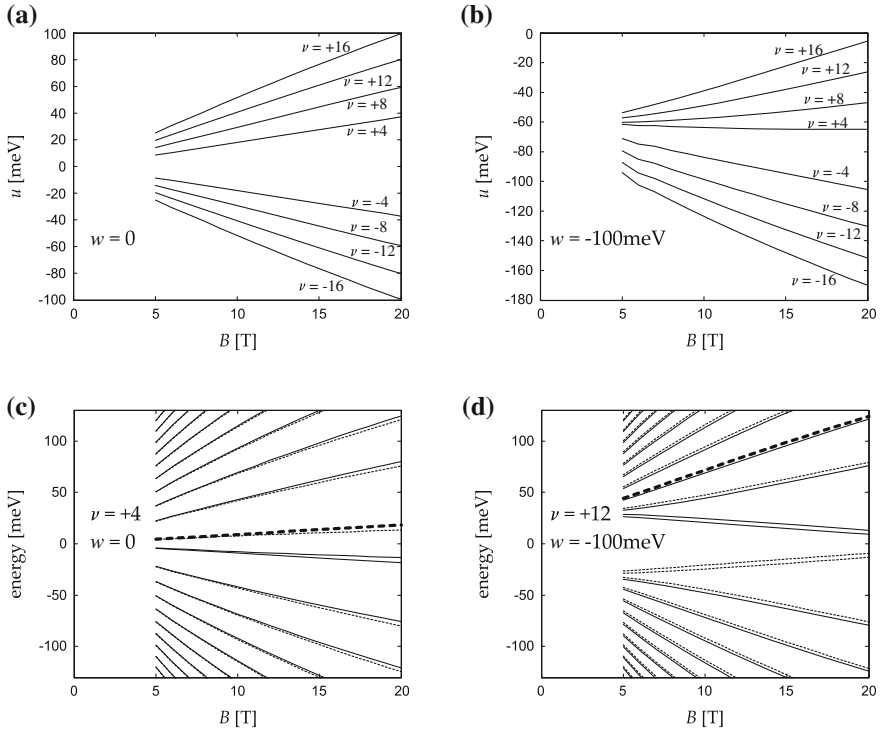 (a)
100
80
60
40
20
0
-20
-40
-60
-80
-100
u [meV]
ν = +16
ν = +12
ν = +8
ν = +4
ν = -4
ν = -8
ν = -12
ν = -16
w = 0
0 5 10 15 20
B [T]
(b)
0
-20
-40
-60
-80
-100
-120
-140
-160
-180
u [meV]
ν = +16
ν = +12
ν = +8
ν = +4
ν = -4
ν = -8
ν = -12
ν = -16
w = -100meV
0 5 10 15 20
B [T]
(c)
100
50
0
-50
-100
energy [meV]
ν = +4
w = 0
0 5 10 15 20
B [T]
(d)
100
50
0
-50
-100
energy [meV]
ν = +12
w = -100meV
0 5 10 15 20
B [T]